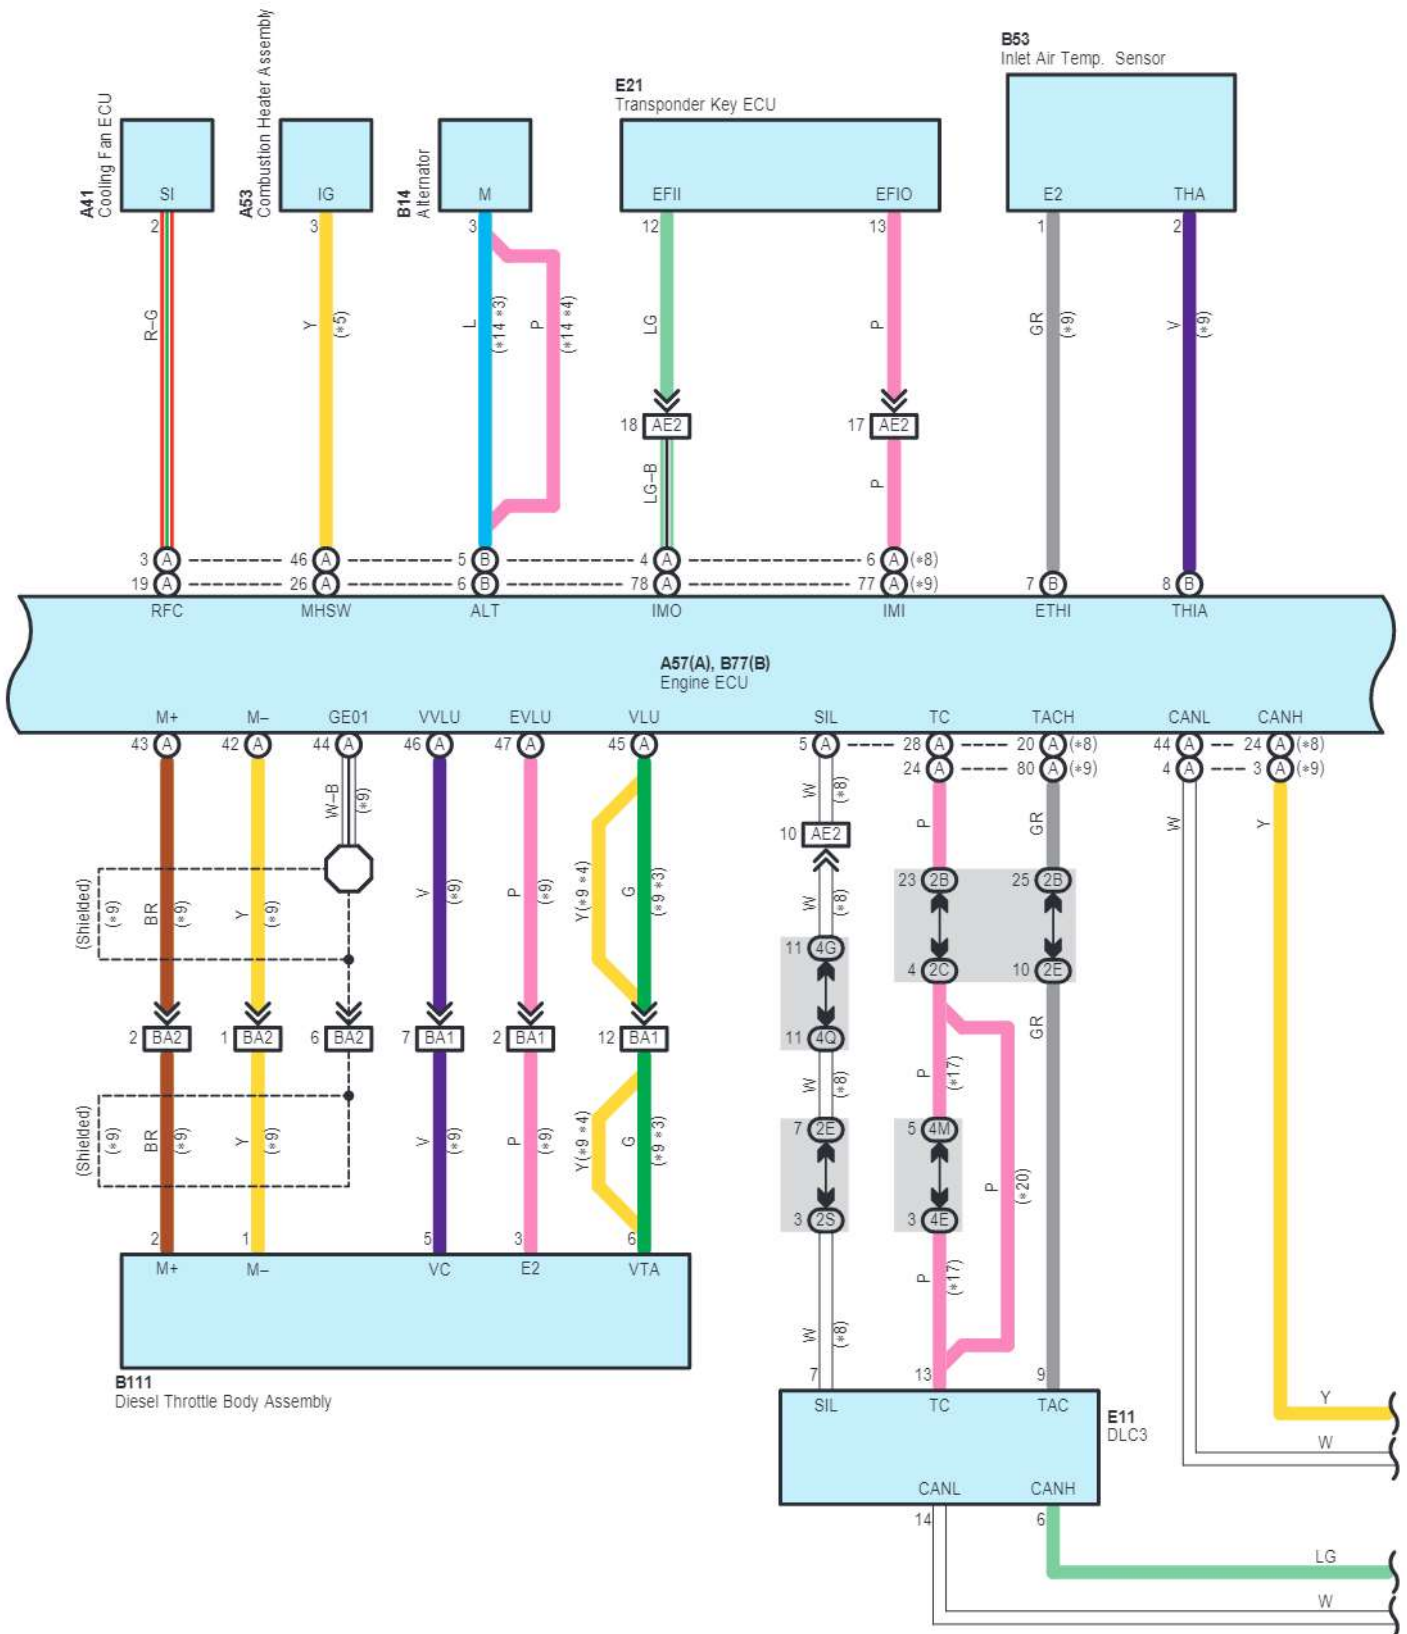 A41
Cooling Fan ECU
A53
Combustion Heater Assembly
B14
Alternator
E21
Transponder Key ECU
B53
Inlet Air Temp. Sensor
SI
IG
M
EFII
EFIO
E2
THA
2
3
3
12
13
1
2
R–G
Y
(*5)
L
(*14 *3)
P
(*14 *4)
LG
P
GR
(*9)
V
(*9)
18
AE2
17
AE2
LG–B
P
3 A
46 A
5 B
4 A
6 A (*8)
19 A
26 A
6 B
78 A
77 A (*9)
7 B
8 B
RFC
MHSW
ALT
IMO
IMI
ETHI
THIA
A57(A), B77(B)
Engine ECU
M+
M–
GE01
VVLU
EVLU
VLU
SIL
TC
TACH
CANL
CANH
43 A
42 A
44 A
46 A
47 A
45 A
5 A
28 A
20 A (*8)
44 A
24 A (*8)
24 A
80 A (*9)
4 A
3 A (*9)
W–B
(*9)
W
(*8)
P
GR
W
Y
10 AE2
(Shielded)
(*9)
BR
(*9)
Y
(*9)
V
(*9)
P
(*9)
Y(*9 *4)
G
(*9 *3)
W
(*8)
23 2B
25 2B
11 4G
4 2C
10 2E
2 BA2
1 BA2
6 BA2
7 BA1
2 BA1
12 BA1
11 4Q
GR
W
(*8)
P
(*17)
(Shielded)
(*9)
BR
(*9)
Y
(*9)
V
(*9)
P
(*9)
Y(*9 *4)
G
(*9 *3)
7 2E
5 4M
P
(*20)
3 2S
3 4E
2
1
5
3
6
M+
M–
VC
E2
VTA
P
(*17)
W
(*8)
B111
Diesel Throttle Body Assembly
7
13
9
SIL
TC
TAC
E11
DLC3
CANL
CANH
14
6
Y
W
LG
W